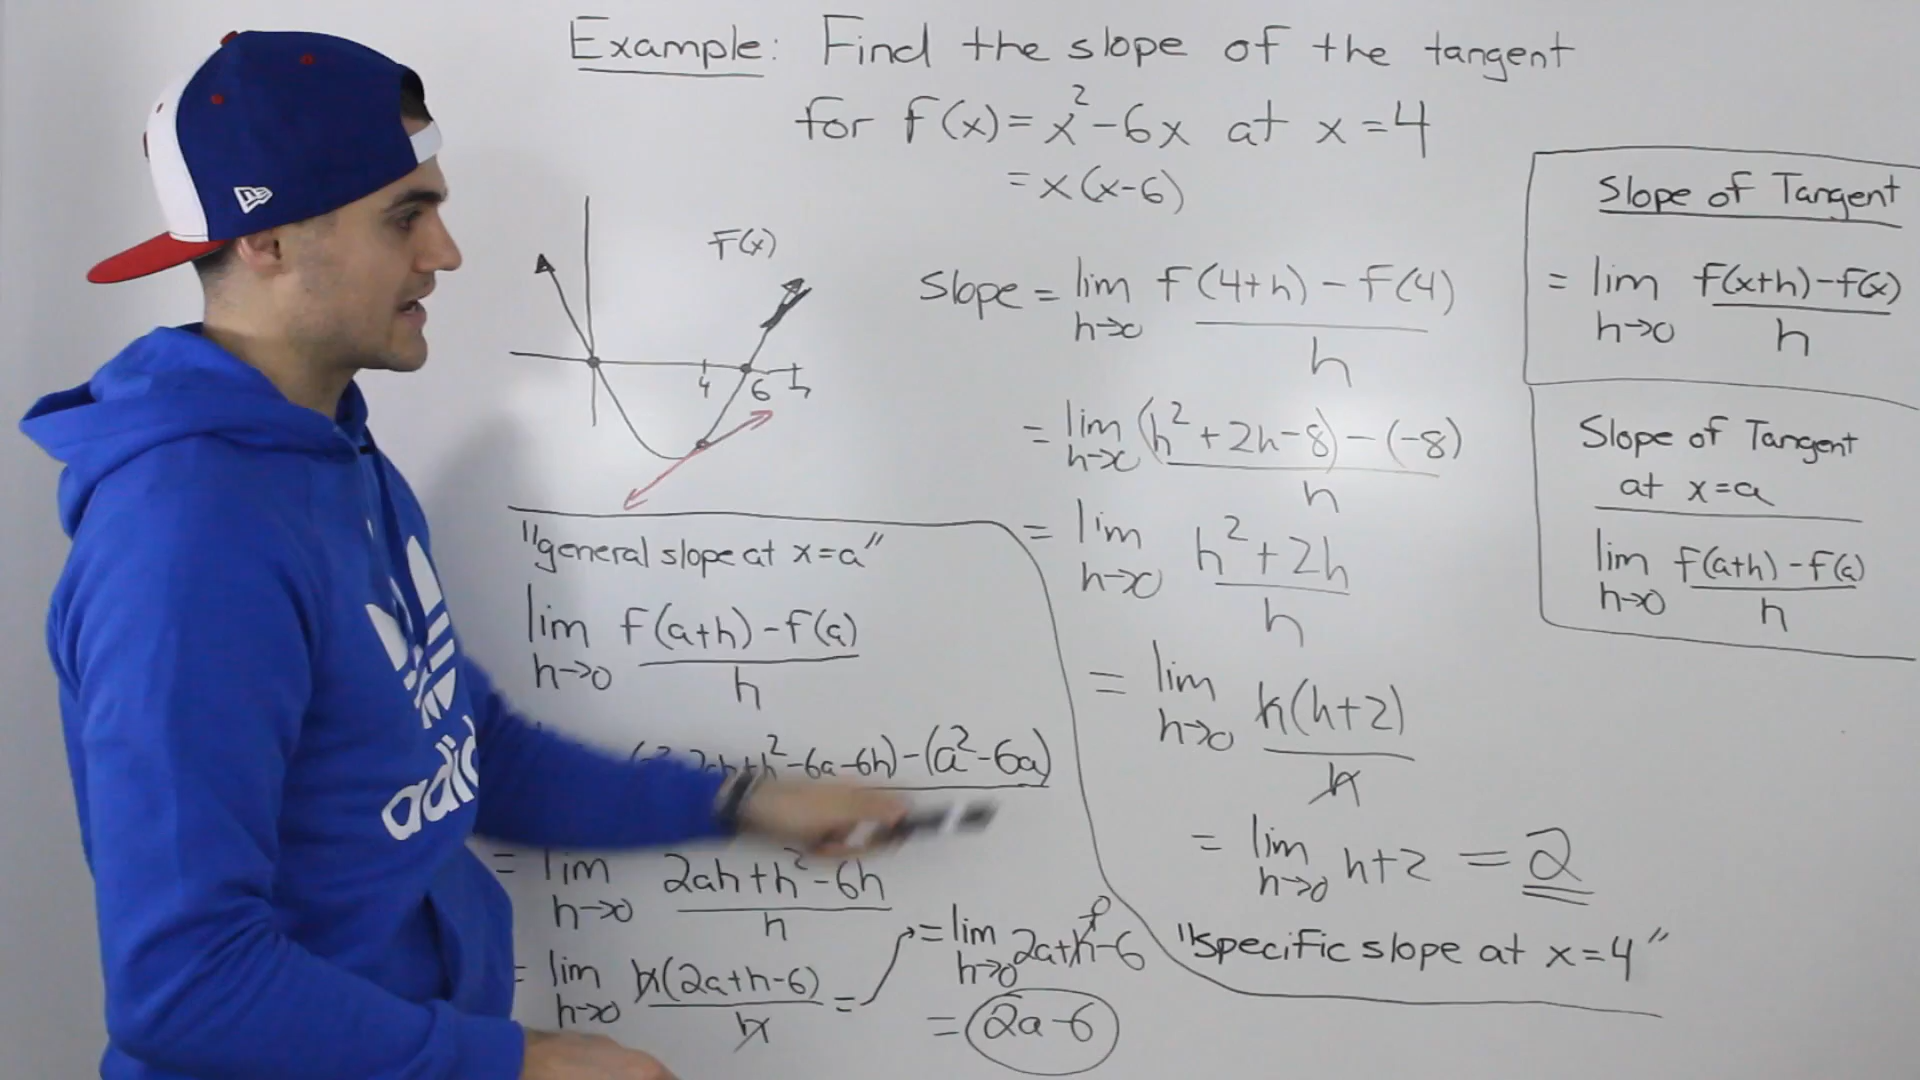 Example: Find the slope of the tangent
for f(x) = x² - 6x at x = 4
= x(x-6)
F(x)
4 6
Slope = lim f(4+h) - f(4)
h→0 h
= lim (h² + 2h - 8) - (-8)
h→0 h
= lim h² + 2h
h→0 h
= lim h(h+2)
h→0 h
= lim h+2 = 2
h→0
"specific slope at x=4"
Slope of Tangent
= lim f(x+h) - f(x)
h→0 h
Slope of Tangent
at x=a
lim f(a+h) - f(a)
h→0 h
"general slope at x=a"
lim f(a+h) - f(a)
h→0 h
2ah+h²-6a-6h) - (a²-6a)
= lim 2ah+h²-6h
h→0 h
= lim h(2a+h-6) =
h→0 h
= lim 2a+h-6
h→0
0
= 2a-6
adidas